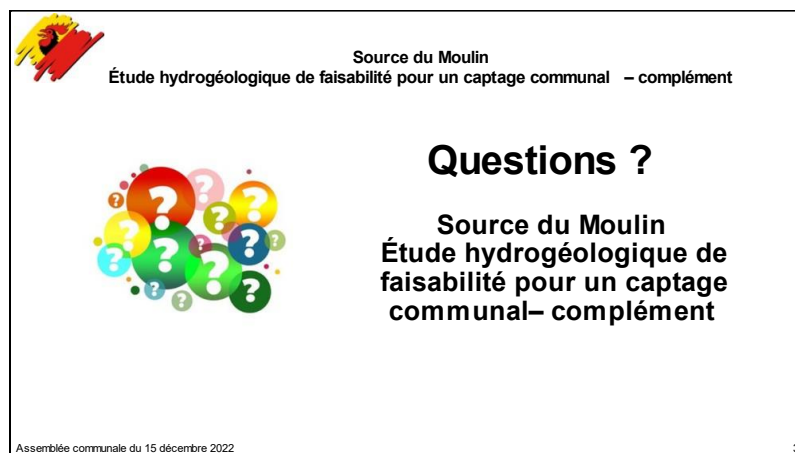 Source du Moulin
Étude hydrogéologique de faisabilité pour un captage communal – complément
Questions ?
Source du Moulin
Étude hydrogéologique de
faisabilité pour un captage
communal– complément
Assemblée communale du 15 décembre 2022